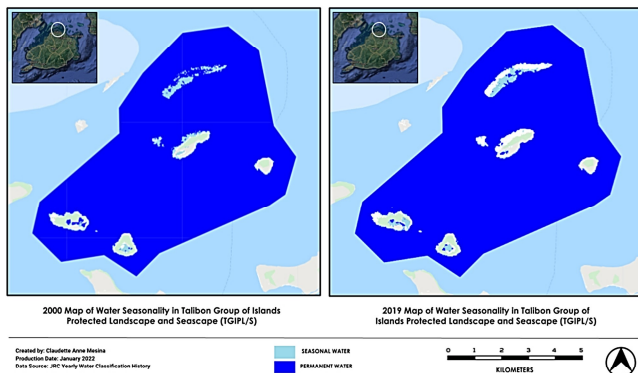 2000 Map of Water Seasonality in Talibon Group of Islands
Protected Landscape and Seascape (TGIPL/S)
2019 Map of Water Seasonality in Talibon Group of
Islands Protected Landscape and Seascape (TGIPL/S)
Created by: Claudette Anne Mesina
Production Date: January 2022
Data Source: JRC Yearly Water Classification History
SEASONAL WATER
PERMANENT WATER
0 1 2 3 4 5
KILOMETERS